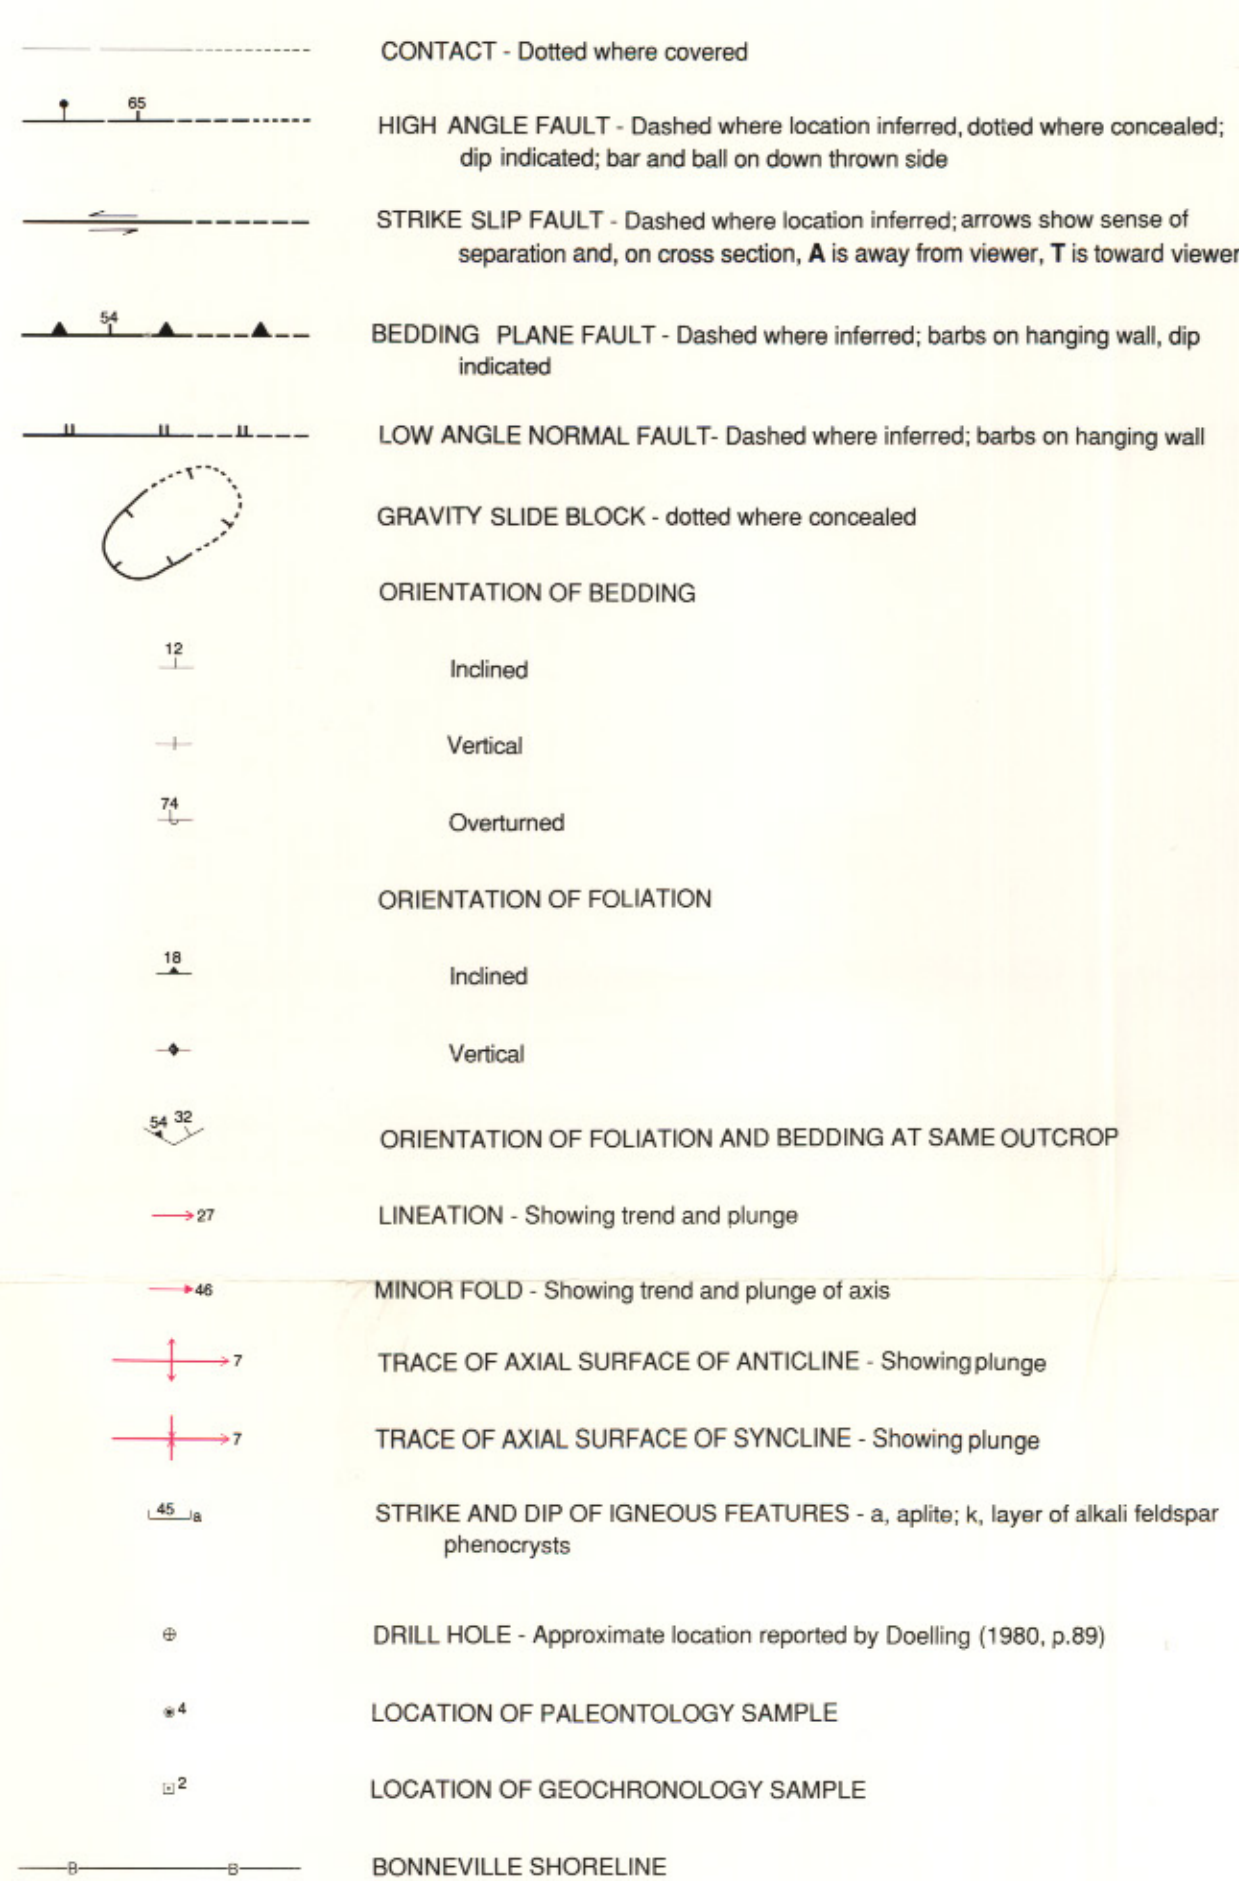 CONTACT - Dotted where covered
65
HIGH ANGLE FAULT - Dashed where location inferred, dotted where concealed;
dip indicated; bar and ball on down thrown side
STRIKE SLIP FAULT - Dashed where location inferred; arrows show sense of
separation and, on cross section, A is away from viewer, T is toward viewer
54
BEDDING PLANE FAULT - Dashed where inferred; barbs on hanging wall, dip
indicated
LOW ANGLE NORMAL FAULT- Dashed where inferred; barbs on hanging wall
GRAVITY SLIDE BLOCK - dotted where concealed
ORIENTATION OF BEDDING
12
Inclined
Vertical
74
Overturned
ORIENTATION OF FOLIATION
18
Inclined
Vertical
54 32
ORIENTATION OF FOLIATION AND BEDDING AT SAME OUTCROP
27 LINEATION - Showing trend and plunge
46 MINOR FOLD - Showing trend and plunge of axis
7 TRACE OF AXIAL SURFACE OF ANTICLINE - Showing plunge
7 TRACE OF AXIAL SURFACE OF SYNCLINE - Showing plunge
45 a STRIKE AND DIP OF IGNEOUS FEATURES - a, aplite; k, layer of alkali feldspar
phenocrysts
DRILL HOLE - Approximate location reported by Doelling (1980, p.89)
4 LOCATION OF PALEONTOLOGY SAMPLE
2 LOCATION OF GEOCHRONOLOGY SAMPLE
B B BONNEVILLE SHORELINE